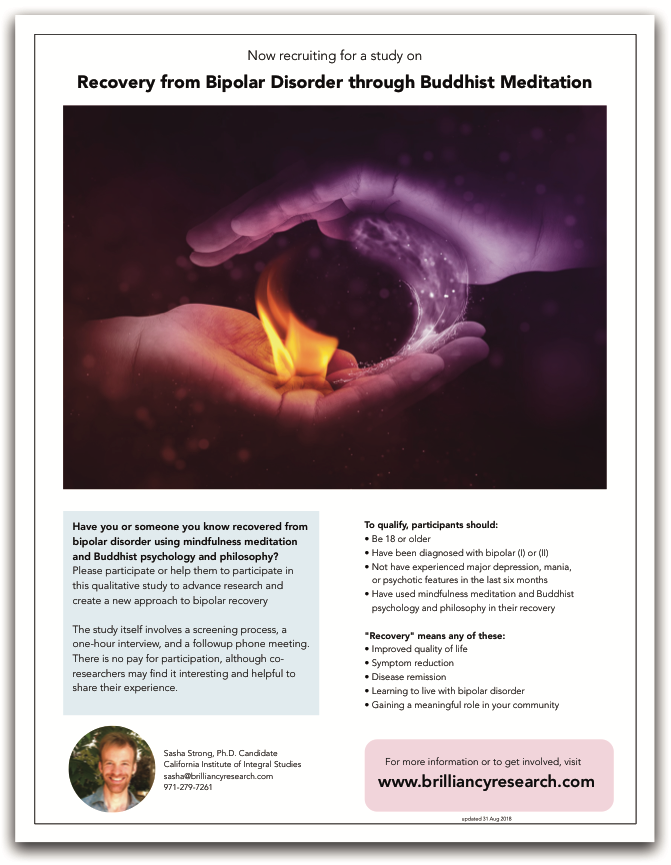 Now recruiting for a study on
Recovery from Bipolar Disorder through Buddhist Meditation
Have you or someone you know recovered from
bipolar disorder using mindfulness meditation
and Buddhist psychology and philosophy?
Please participate or help them to participate in
this qualitative study to advance research and
create a new approach to bipolar recovery
The study itself involves a screening process, a
one-hour interview, and a followup phone meeting.
There is no pay for participation, although co-
researchers may find it interesting and helpful to
share their experience.
Sasha Strong, Ph.D. Candidate
California Institute of Integral Studies
sasha@brilliancyresearch.com
971-279-7261
To qualify, participants should:
• Be 18 or older
• Have been diagnosed with bipolar (I) or (II)
• Not have experienced major depression, mania,
or psychotic features in the last six months
• Have used mindfulness meditation and Buddhist
psychology and philosophy in their recovery
"Recovery" means any of these:
• Improved quality of life
• Symptom reduction
• Disease remission
• Learning to live with bipolar disorder
• Gaining a meaningful role in your community
For more information or to get involved, visit
www.brilliancyresearch.com
updated 31 Aug 2018